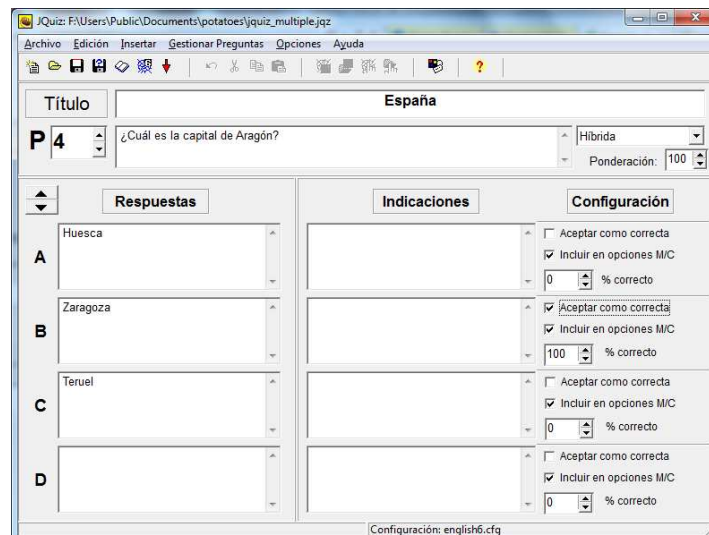 JQuiz: F:\Users\Public\Documents\potatoes\jquiz_multiple.jqz
Archivo Edición Insertar Gestionar Preguntas Opciones Ayuda
Título España
P 4 ¿Cuál es la capital de Aragón? Híbrida
Ponderación: 100
Respuestas Indicaciones Configuración
Huesca Aceptar como correcta
A Incluir en opciones M/C
0 % correcto
Zaragoza Aceptar como correcta
B Incluir en opciones M/C
100 % correcto
Teruel Aceptar como correcta
C Incluir en opciones M/C
0 % correcto
Aceptar como correcta
D Incluir en opciones M/C
0 % correcto
Configuración: english6.cfg